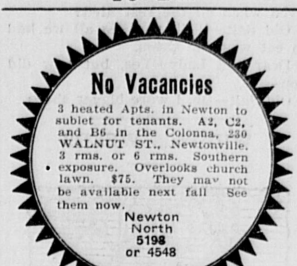 No Vacancies
3 heated Apts. in Newton to
sublet for tenants. A2, C2,
and B6 in the Colonna, 230
WALNUT ST., Newtonville.
3 rms. or 6 rms. Southern
exposure. Overlooks church
lawn. $75. They may not
be available next fall See
them now.
Newton
North
5198
or 4548